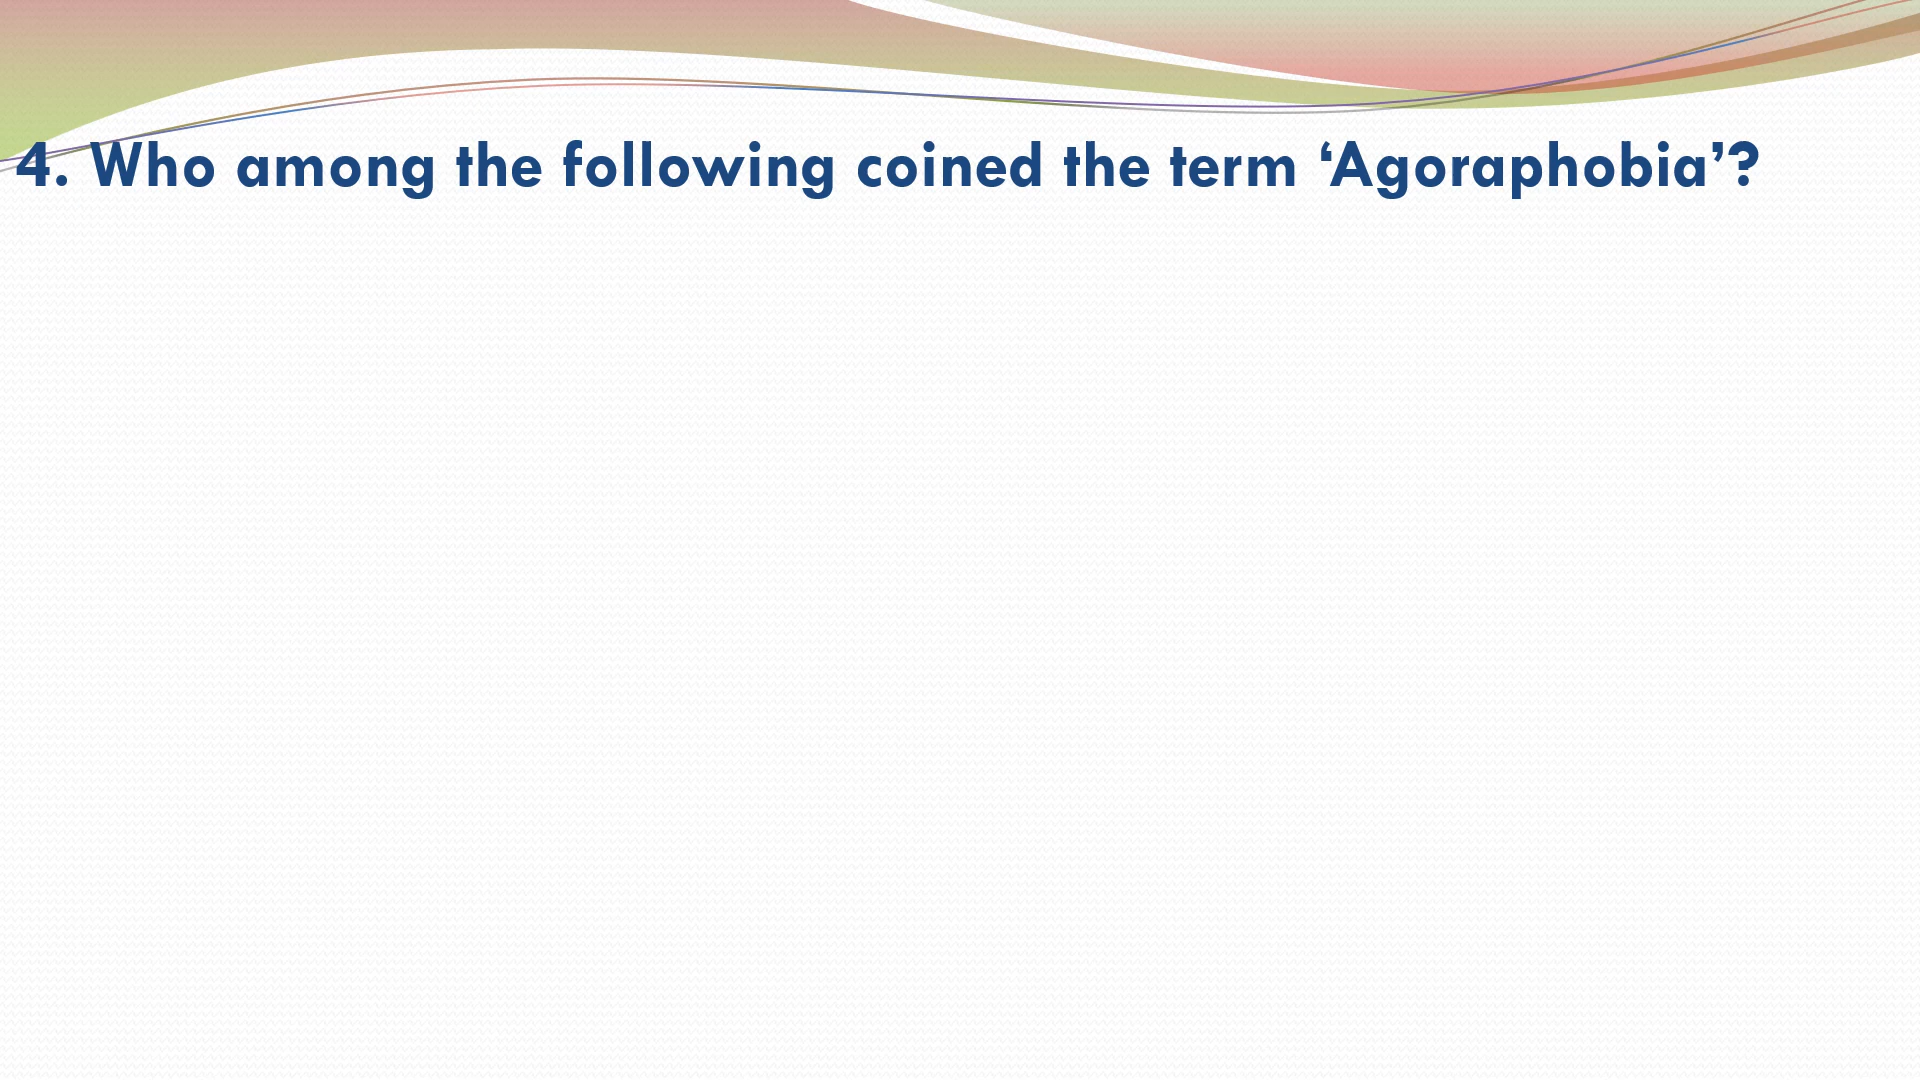 4. Who among the following coined the term ‘Agoraphobia’?